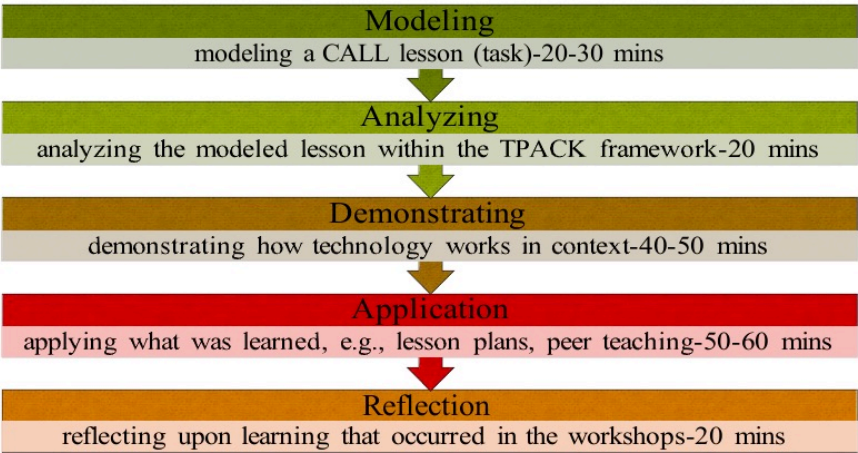 Modeling
modeling a CALL lesson (task)-20-30 mins
Analyzing
analyzing the modeled lesson within the TPACK framework-20 mins
Demonstrating
demonstrating how technology works in context-40-50 mins
Application
applying what was learned, e.g., lesson plans, peer teaching-50-60 mins
Reflection
reflecting upon learning that occurred in the workshops-20 mins